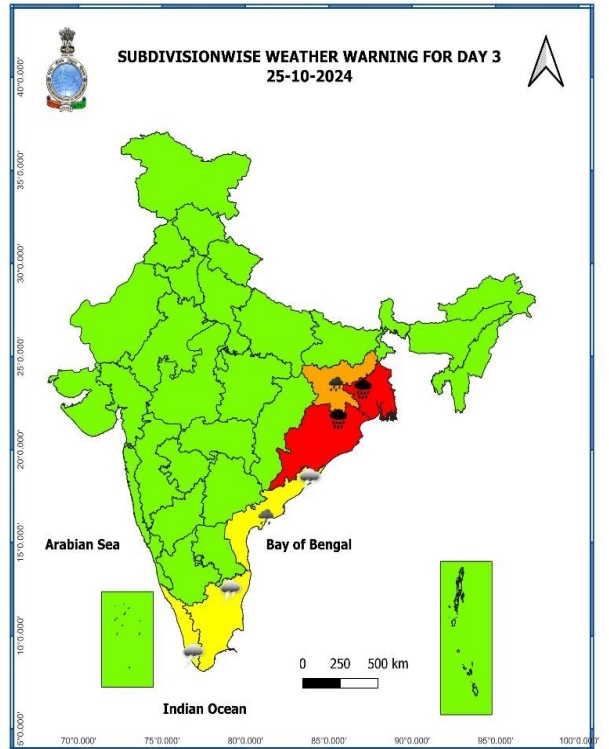 SUBDIVISIONWISE WEATHER WARNING FOR DAY 3
25-10-2024
40°0.000'
35°0.000'
30°0.000'
25°0.000'
20°0.000'
15°0.000'
10°0.000'
5°0.000'
Arabian Sea
Bay of Bengal
0 250 500 km
Indian Ocean
70°0.000' 75°0.000' 80°0.000' 85°0.000' 90°0.000' 95°0.000' 100°0.000'